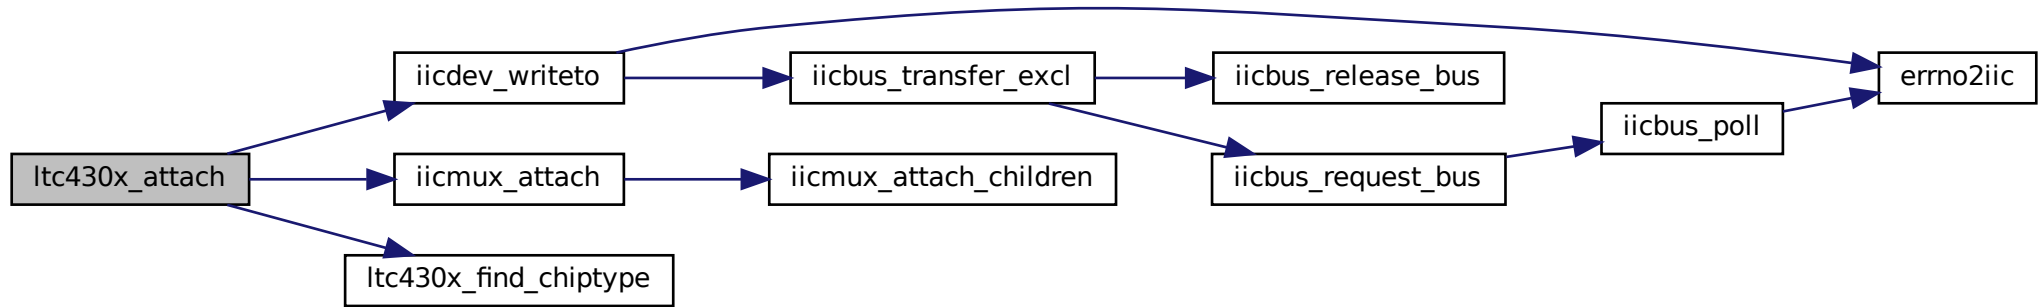 ltc430x_attach
iicdev_writeto
iicbus_transfer_excl
iicbus_release_bus
errno2iic
iicbus_poll
iicbus_request_bus
iicmux_attach
iicmux_attach_children
ltc430x_find_chiptype